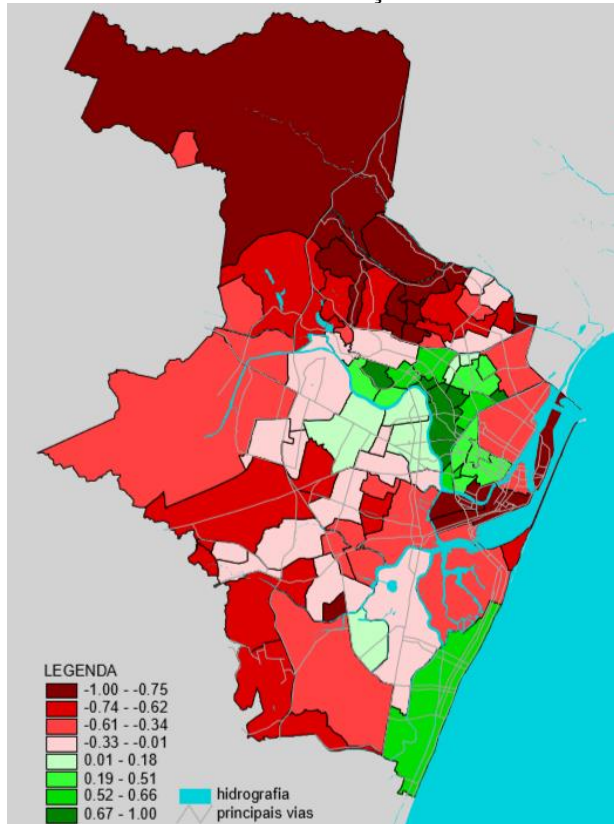 LEGENDA
-1.00 - -0.75
-0.74 - -0.62
-0.61 - -0.34
-0.33 - -0.01
0.01 - 0.18
0.19 - 0.51
0.52 - 0.66
0.67 - 1.00
hidrografia
principais vias